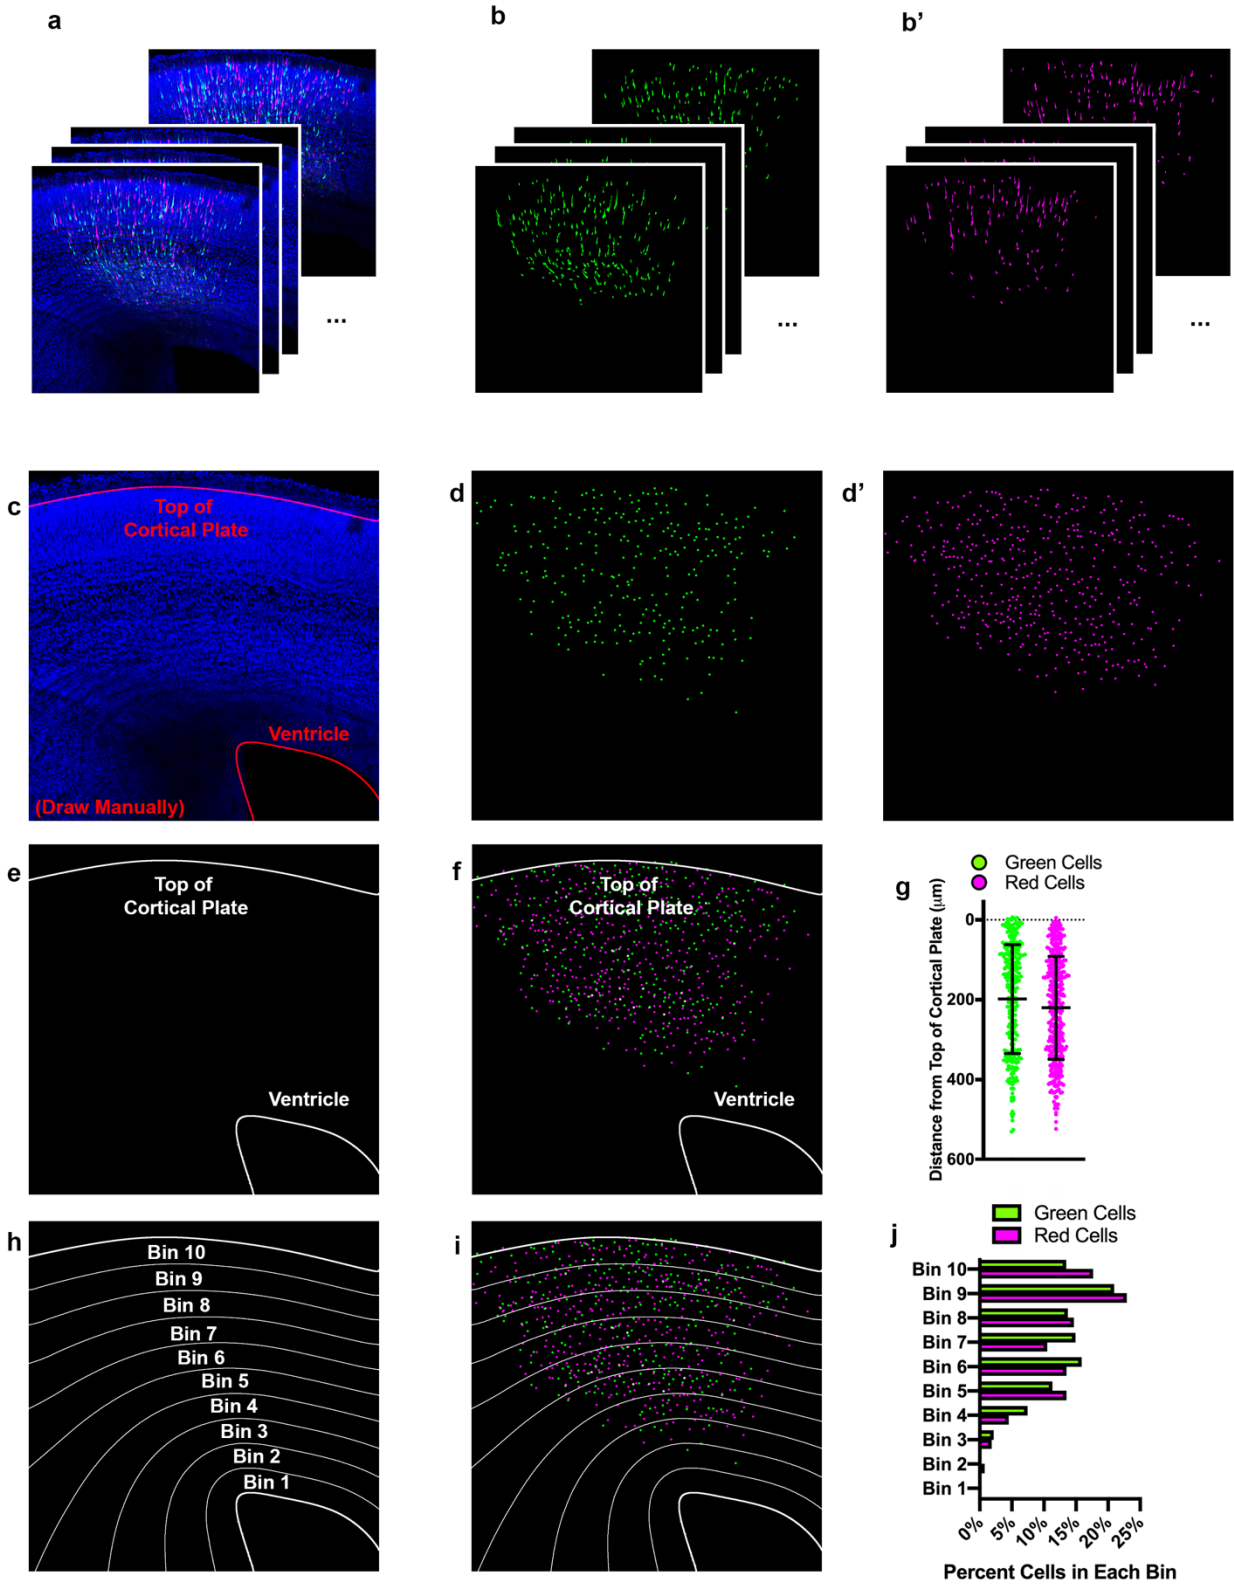 a
b
b’
...
...
...
c
Top of
Cortical Plate
Ventricle
(Draw Manually)
d
d’
e
Top of
Cortical Plate
Ventricle
f
Top of
Cortical Plate
Ventricle
g
Green Cells
Red Cells
Distance from Top of Cortical Plate (μm)
0
200
400
600
h
Bin 10
Bin 9
Bin 8
Bin 7
Bin 6
Bin 5
Bin 4
Bin 3
Bin 2
Bin 1
i
j
Green Cells
Red Cells
Bin 10
Bin 9
Bin 8
Bin 7
Bin 6
Bin 5
Bin 4
Bin 3
Bin 2
Bin 1
0% 5% 10% 15% 20% 25%
Percent Cells in Each Bin